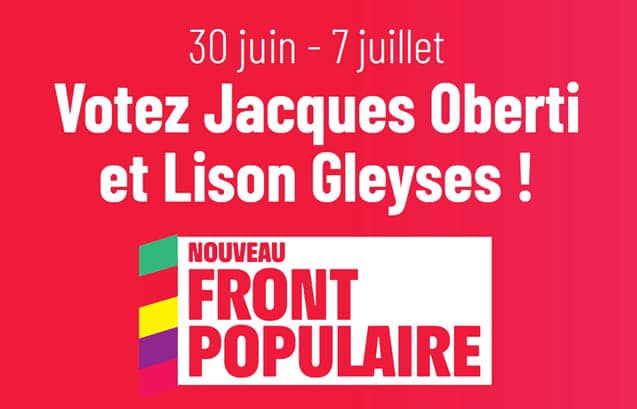 30 juin - 7 juillet
Votez Jacques Oberti
et Lison Gleyses !
NOUVEAU
FRONT
POPULAIRE